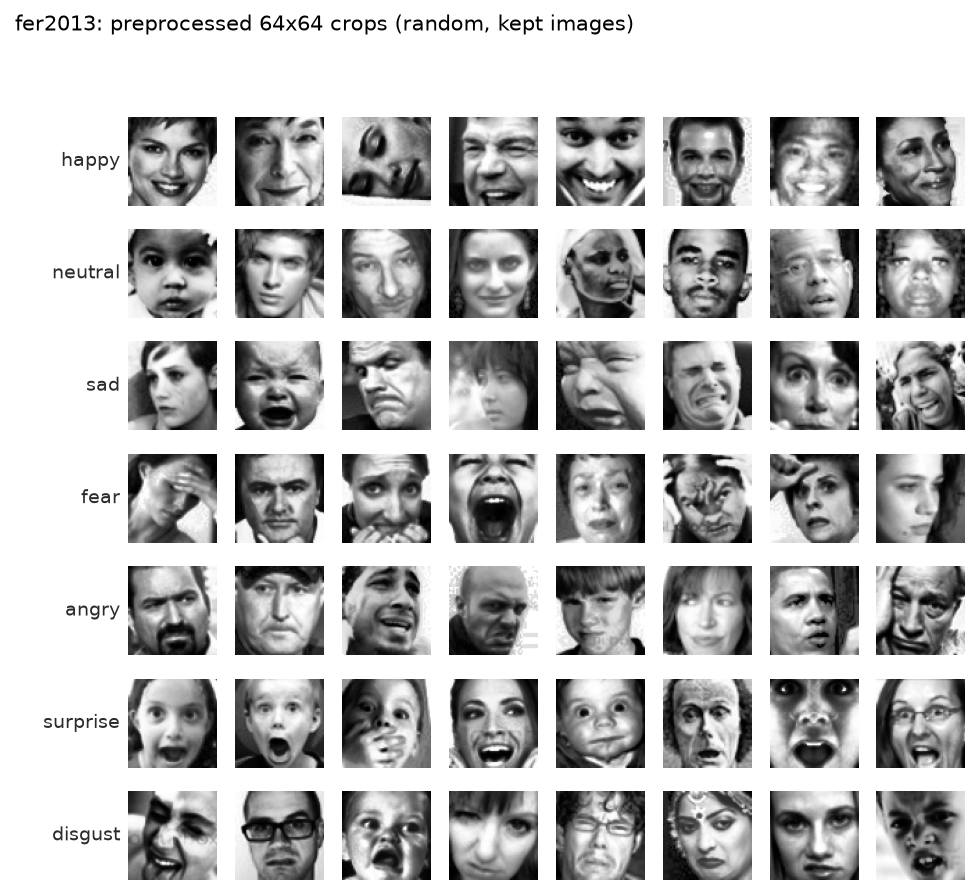 fer2013: preprocessed 64x64 crops (random, kept images)
happy
neutral
sad
fear
angry
surprise
disgust